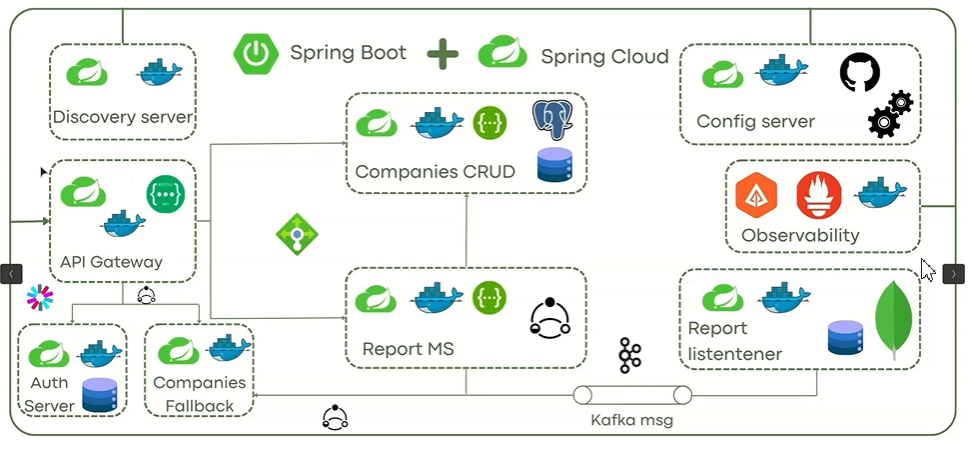 Spring Boot
Spring Cloud
Discovery server
Companies CRUD
Config server
API Gateway
Observability
Report MS
Report
listentener
Auth
Server
Companies
Fallback
Kafka msg